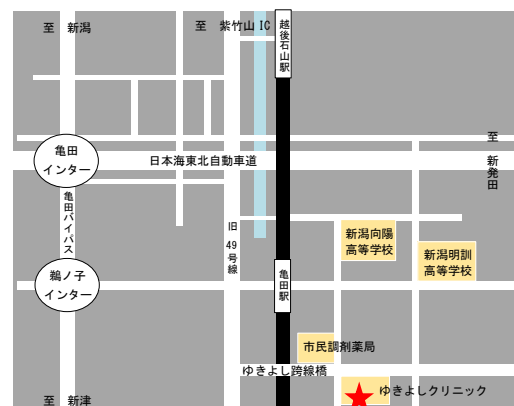 至 新潟
至 紫竹山 IC
越後石山駅
至 新発田
亀田
インター
日本海東北自動車道
亀田バイパス
旧49号線
新潟向陽
高等学校
新潟明訓
高等学校
鵜ノ子
インター
亀田駅
市民調剤薬局
ゆきよし跨線橋
ゆきよしクリニック
至 新津